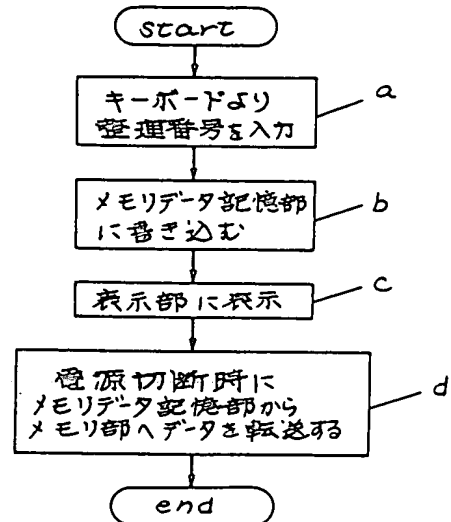 start
キーボードより
整理番号を入力
a
メモリデータ記憶部
に書き込む
b
表示部に表示
c
電源切断時に
メモリデータ記憶部から
メモリ部へデータを転送する
d
end